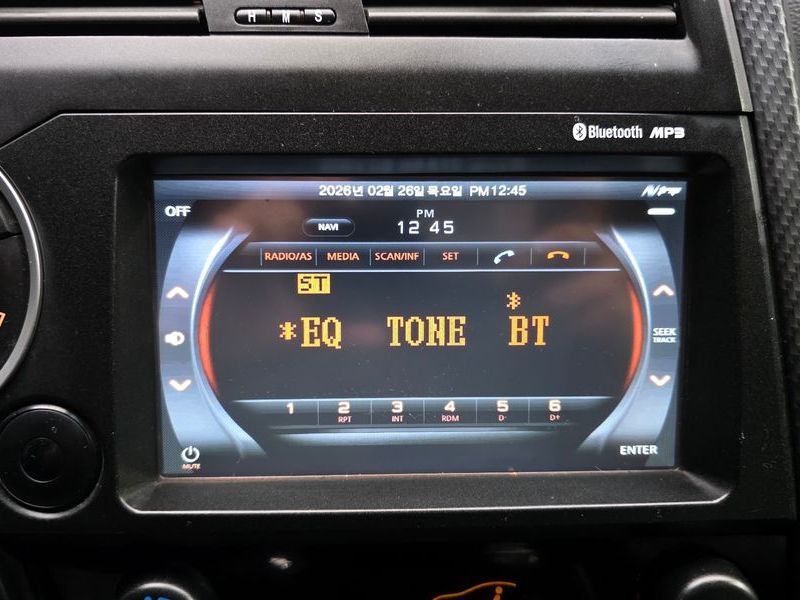 H M S
Bluetooth MP3
2026년 02월 26일 목요일 PM12:45
OFF
PM
NAVI
12 45
RADIO/AS MEDIA SCAN/INF SET
ST
*EQ TONE BT
SEEK
TRACK
1 2 3 4 5 6
RPT INT RDM D- D+
ENTER
MUTE